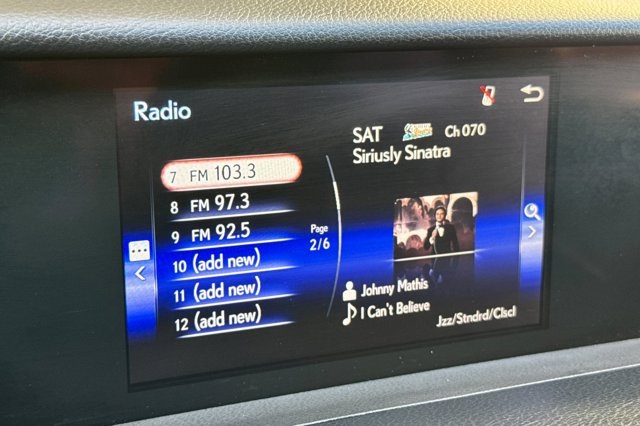 Radio
SAT
Ch 070
Siriusly Sinatra
7 FM 103.3
8 FM 97.3
9 FM 92.5
10 (add new)
11 (add new)
12 (add new)
Page
2/6
Johnny Mathis
I Can't Believe
Jzz/Stndrd/Clscl